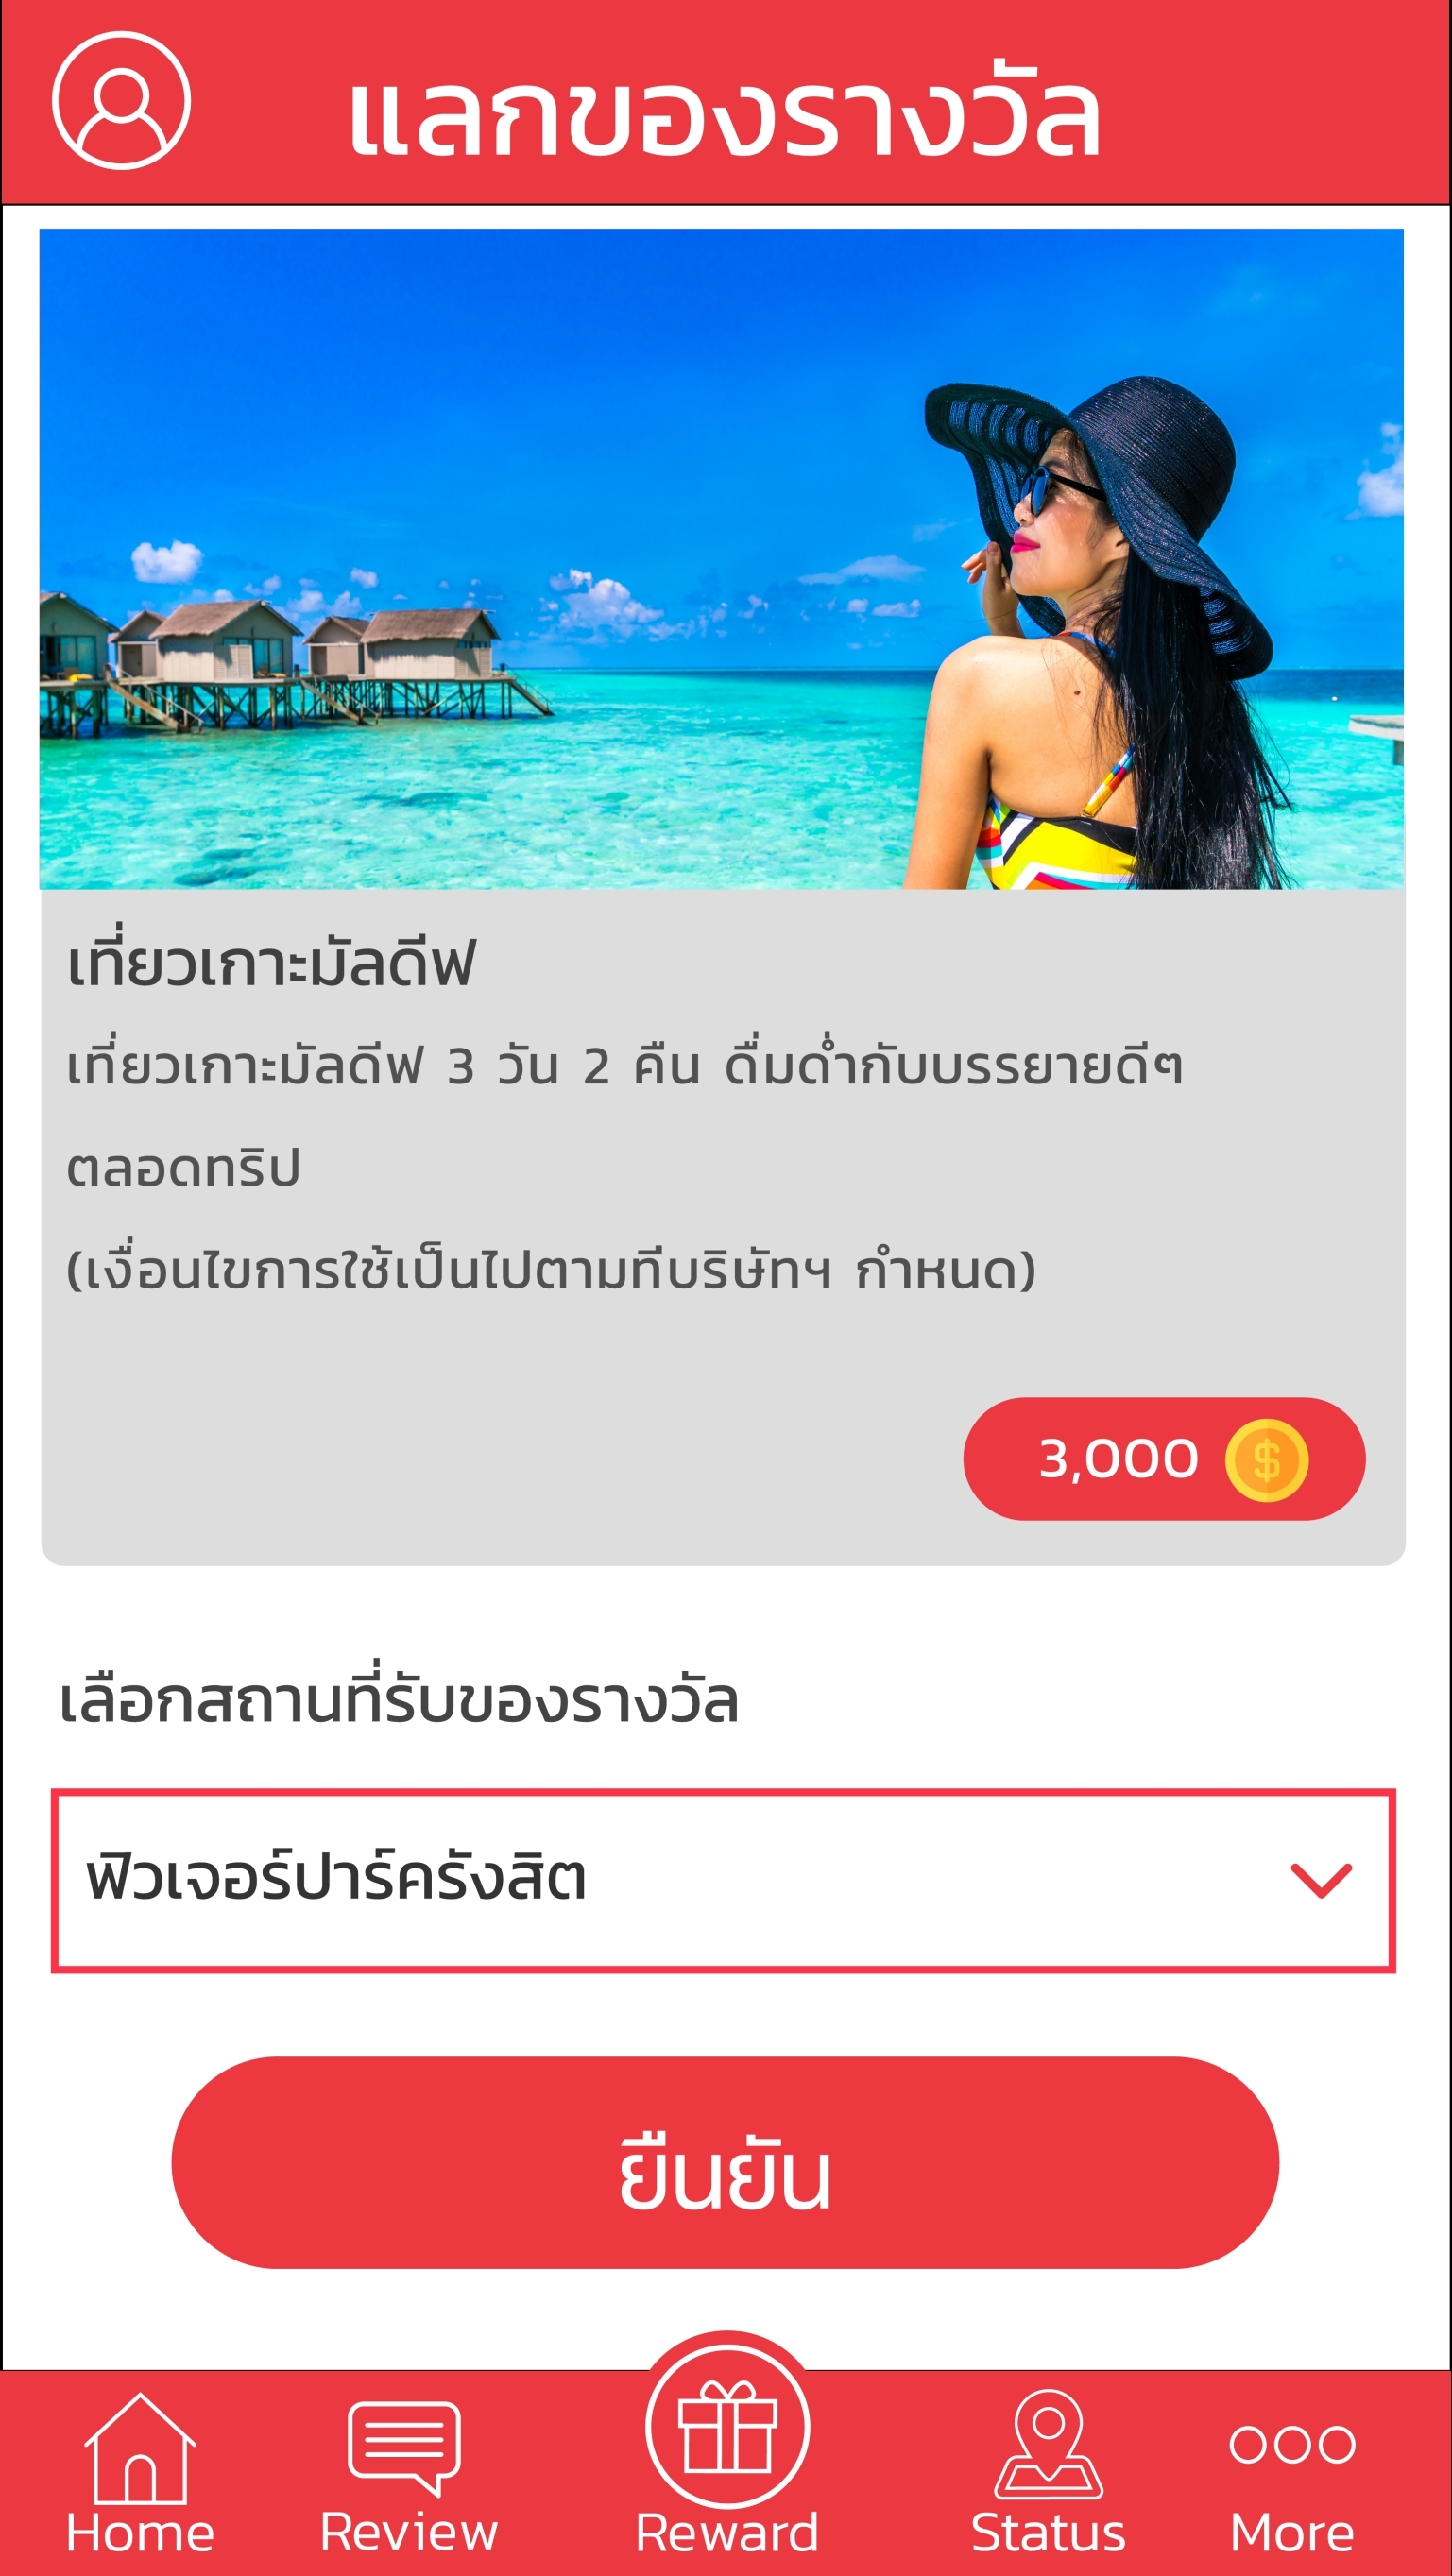 แลกของรางวัล
เที่ยวเกาะมัลดีฟ
เที่ยวเกาะมัลดีฟ 3 วัน 2 คืน ดื่มด่ำกับบรรยายดีๆ
ตลอดทริป
(เงื่อนไขการใช้เป็นไปตามทีบริษัทฯ กำหนด)
3,000
เลือกสถานที่รับของรางวัล
ฟิวเจอร์ปาร์ครังสิต
ยืนยัน
Home Review Reward Status More